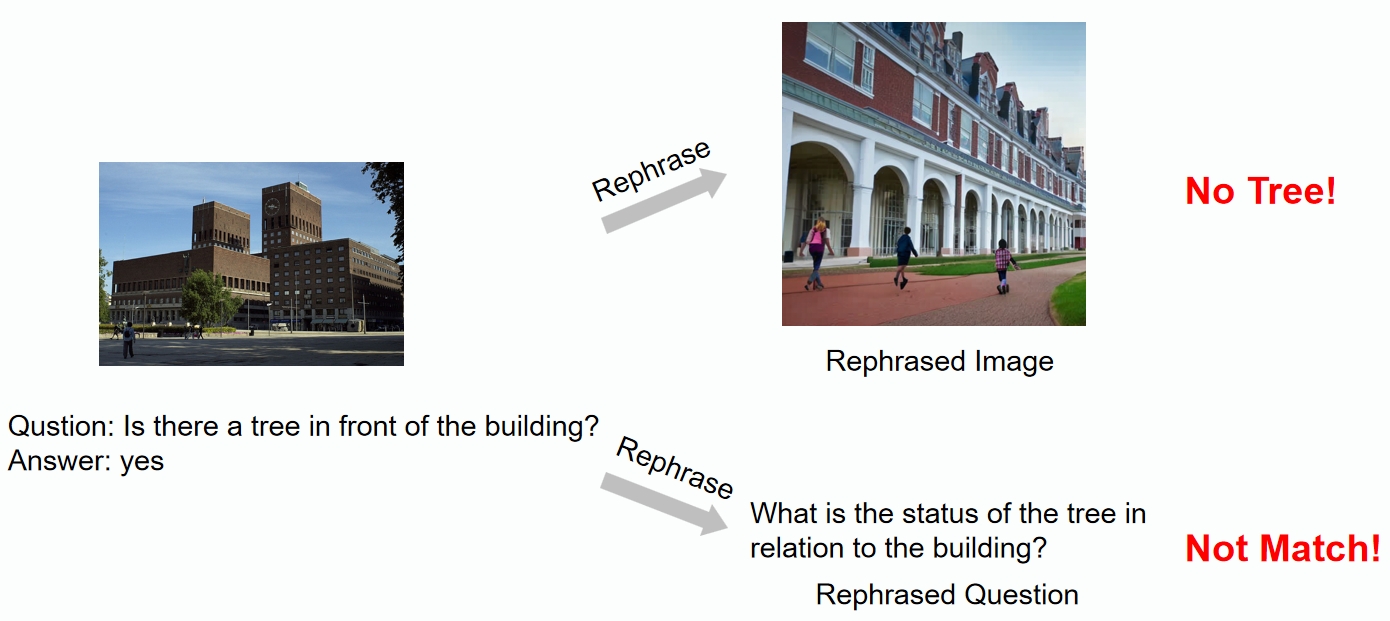 Rephrase
No Tree!
Rephrased Image
Qustion: Is there a tree in front of the building?
Answer: yes
Rephrase
What is the status of the tree in
relation to the building?
Not Match!
Rephrased Question